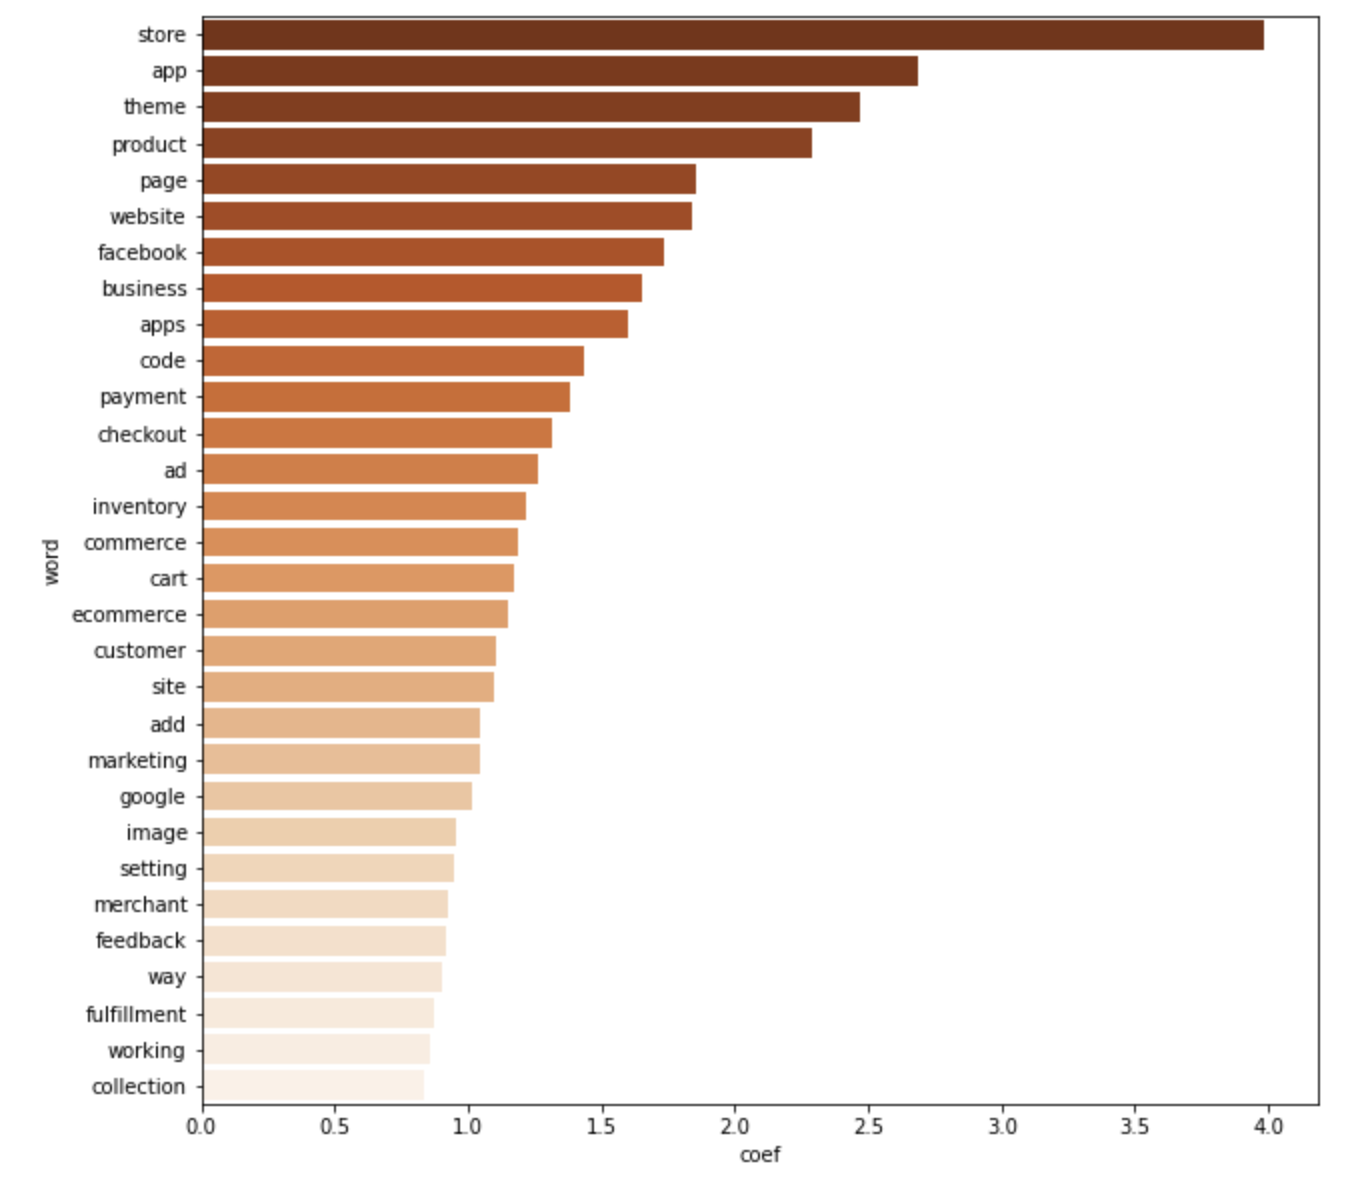 store
app
theme
product
page
website
facebook
business
apps
code
payment
checkout
ad
inventory
commerce
cart
ecommerce
customer
site
add
marketing
google
image
setting
merchant
feedback
way
fulfillment
working
collection
word
0.0 0.5 1.0 1.5 2.0 2.5 3.0 3.5 4.0
coef